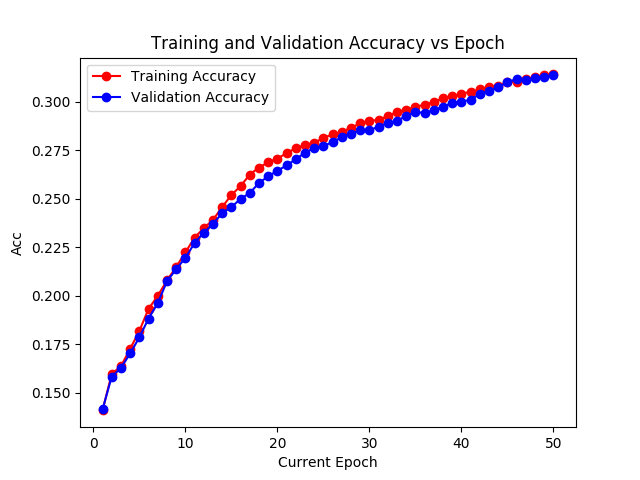 Training and Validation Accuracy vs Epoch
Training Accuracy
Validation Accuracy
Acc
0.300
0.275
0.250
0.225
0.200
0.175
0.150
0
10
20
30
40
50
Current Epoch